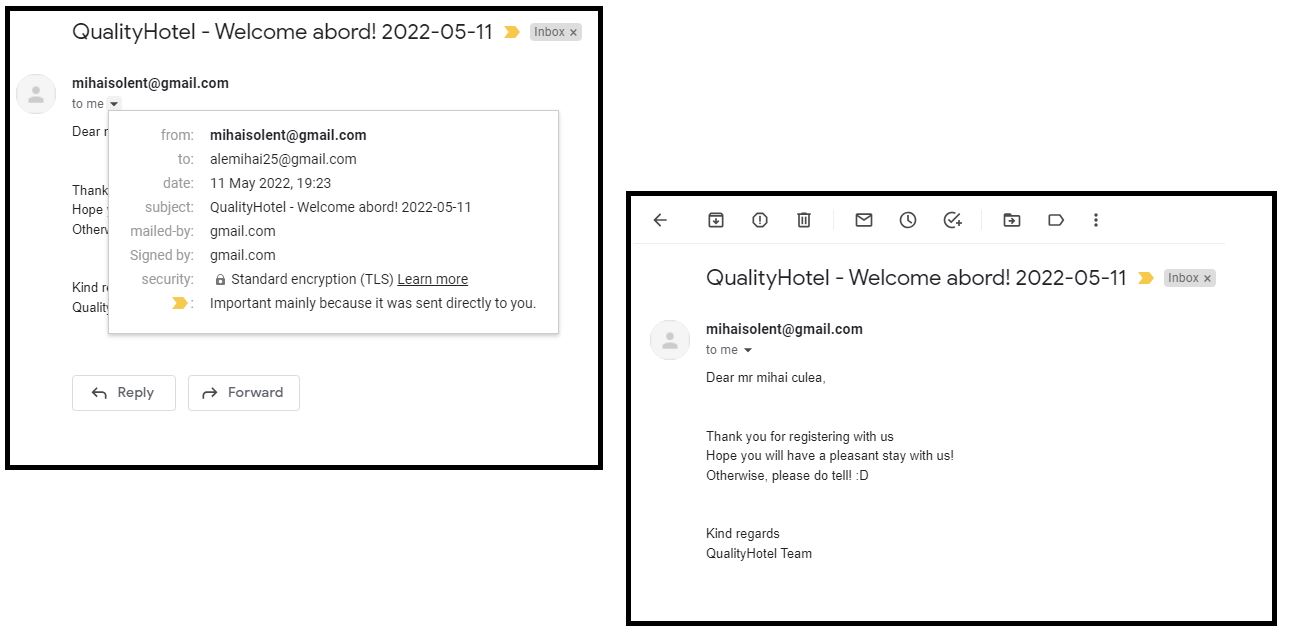 QualityHotel - Welcome abord! 2022-05-11 Inbox ×
mihaisolent@gmail.com
to me
Dear
from: mihaisolent@gmail.com
to: alemihai25@gmail.com
date: 11 May 2022, 19:23
Thank
subject: QualityHotel - Welcome abord! 2022-05-11
Hope
mailed-by: gmail.com
Otherw
Signed by: gmail.com
security: Standard encryption (TLS) Learn more
Kind re
: Important mainly because it was sent directly to you.
Quality
Reply Forward
QualityHotel - Welcome abord! 2022-05-11 Inbox ×
mihaisolent@gmail.com
to me
Dear mr mihai culea,
Thank you for registering with us
Hope you will have a pleasant stay with us!
Otherwise, please do tell! :D
Kind regards
QualityHotel Team